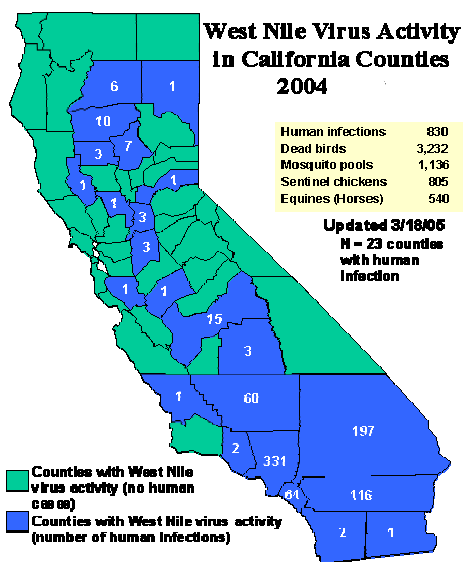 West Nile Virus Activity
in California Counties
2004
6
1
10
3
7
1
1
1
3
3
1
1
15
3
1
60
197
2
331
61
116
2
1
Human infections 830
Dead birds 3,232
Mosquito pools 1,136
Sentinel chickens 805
Equines (Horses) 540
Updated 3/18/05
N = 23 counties
with human
infection
Counties with West Nile
virus activity (no human
cases)
Counties with West Nile virus activity
(number of human infections)